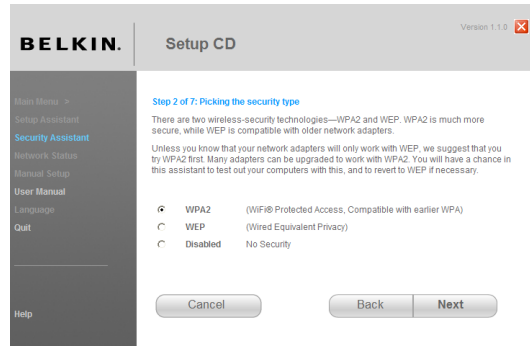 Version 1.1.0
BELKIN.
Setup CD
Main Menu >
Setup Assistant
Security Assistant
Network Status
Manual Setup
User Manual
Language
Quit
Help
Step 2 of 7: Picking the security type
There are two wireless-security technologies—WPA2 and WEP. WPA2 is much more
secure, while WEP is compatible with older network adapters.
Unless you know that your network adapters will only work with WEP, we suggest that you
try WPA2 first. Many adapters can be upgraded to work with WPA2. You will have a chance in
this assistant to test out your computers with this, and to revert to WEP if necessary.
WPA2 (WiFi® Protected Access, Compatible with earlier WPA)
WEP (Wired Equivalent Privacy)
Disabled No Security
Cancel Back Next